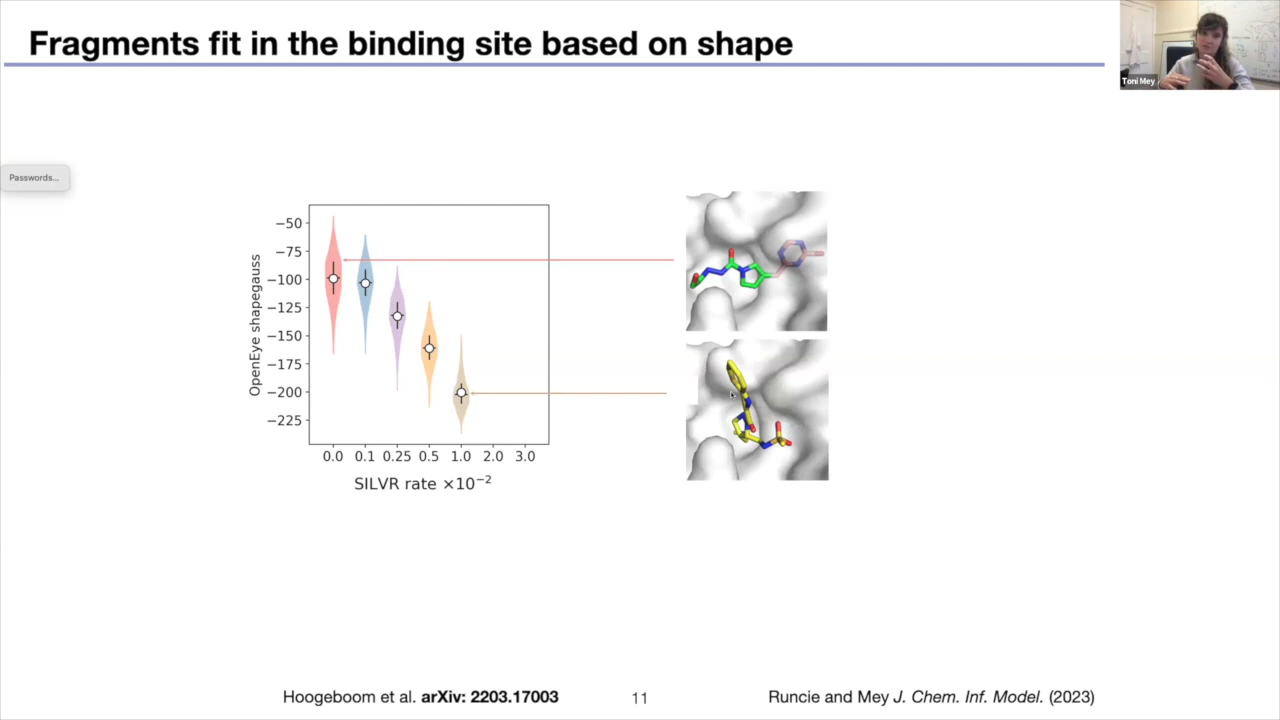 Fragments fit in the binding site based on shape
Toni Mey
Passwords...
OpenEye shapegauss
−50
−75
−100
−125
−150
−175
−200
−225
0.0 0.1 0.25 0.5 1.0 2.0 3.0
SILVR rate ×10⁻²
Hoogeboom et al. arXiv: 2203.17003
11
Runcie and Mey J. Chem. Inf. Model. (2023)